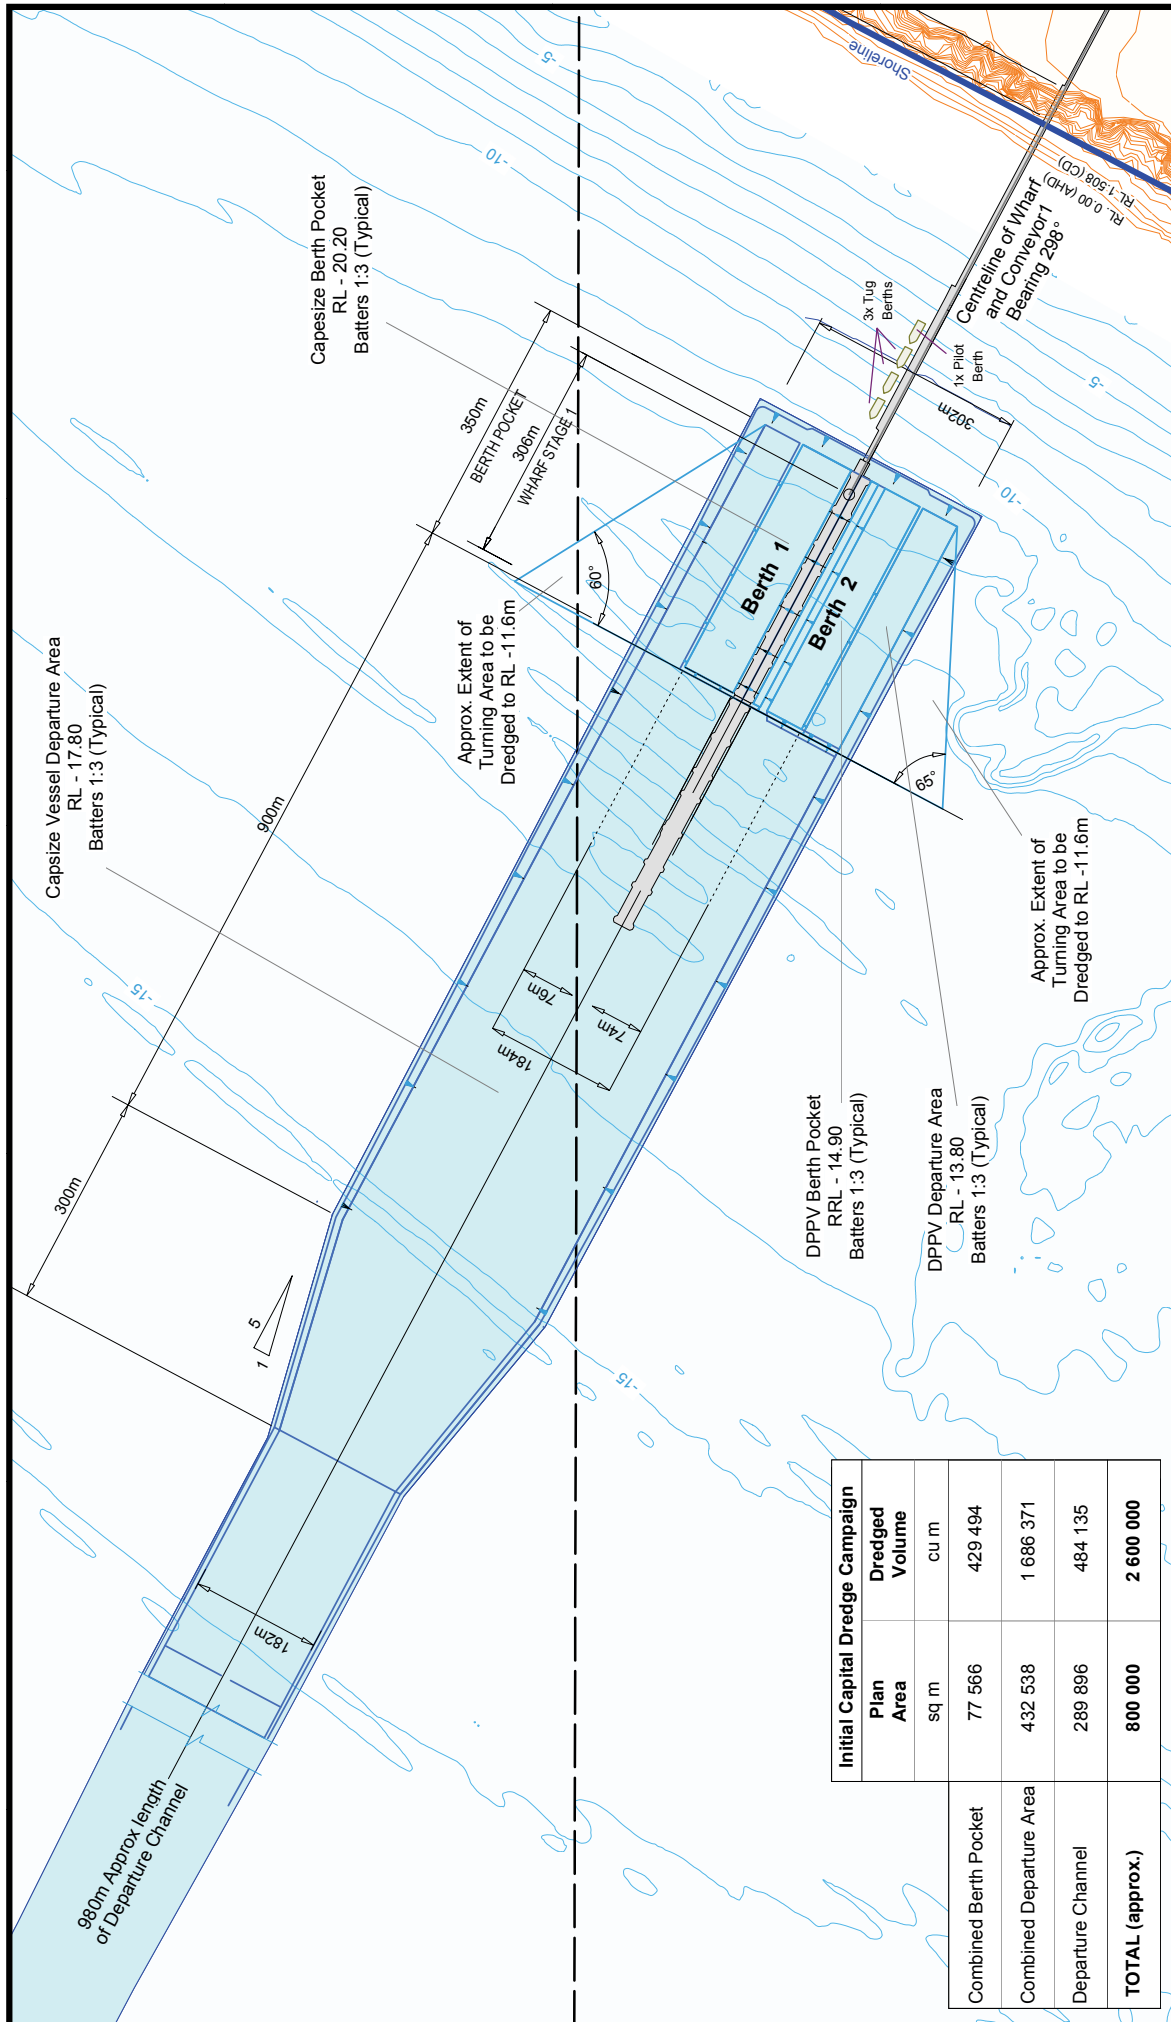 -5
Shoreline
-10
Capesize Berth Pocket
RL - 20.20
Batters 1:3 (Typical)
RL. 0.00 (AHD)
RL-1.508 (CD)
Centreline of Wharf
and Conveyor1
Bearing 298°
3x Tug
Berths
1x Pilot
Berth
302m
350m
BERTH POCKET
306m
WHARF STAGE 1
-5
-10
60°
Berth 1
Berth 2
65°
Approx. Extent of
Turning Area to be
Dredged to RL -11.6m
Capsize Vessel Departure Area
RL - 17.80
Batters 1:3 (Typical)
900m
-15
76m
74m
184m
Approx. Extent of
Turning Area to be
Dredged to RL -11.6m
DPPV Berth Pocket
RRL - 14.90
Batters 1:3 (Typical)
DPPV Departure Area
RL - 13.80
Batters 1:3 (Typical)
300m
5
1
-15
182m
980m Approx length
of Departure Channel
Initial Capital Dredge Campaign
Plan Area Dredged Volume
sq m cu m
Combined Berth Pocket 77 566 429 494
Combined Departure Area 432 538 1 686 371
Departure Channel 289 896 484 135
TOTAL (approx.) 800 000 2 600 000